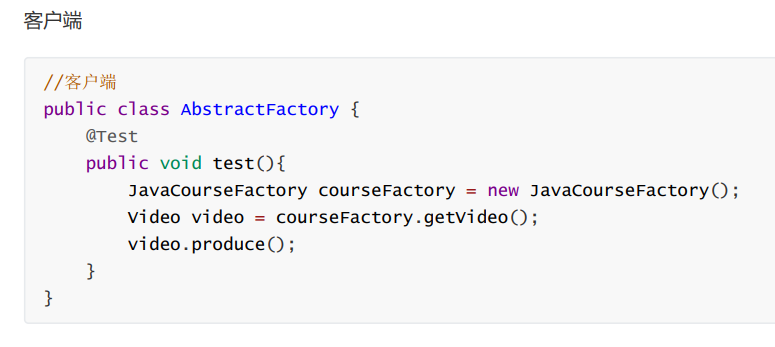 客户端
//客户端
public class AbstractFactory {
    @Test
    public void test(){
        JavaCourseFactory courseFactory = new JavaCourseFactory();
        Video video = courseFactory.getVideo();
        video.produce();
    }
}